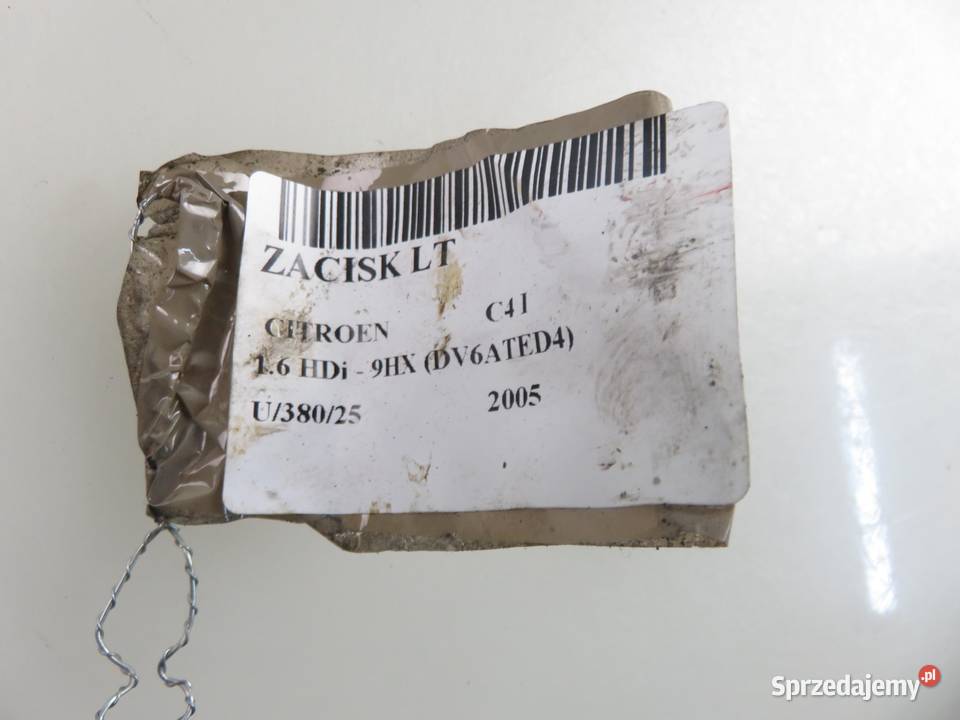 ZACISK LT
CITROEN C4 I
1.6 HDi - 9HX (DV6ATED4)
U/380/25 2005
Sprzedajemy.pl